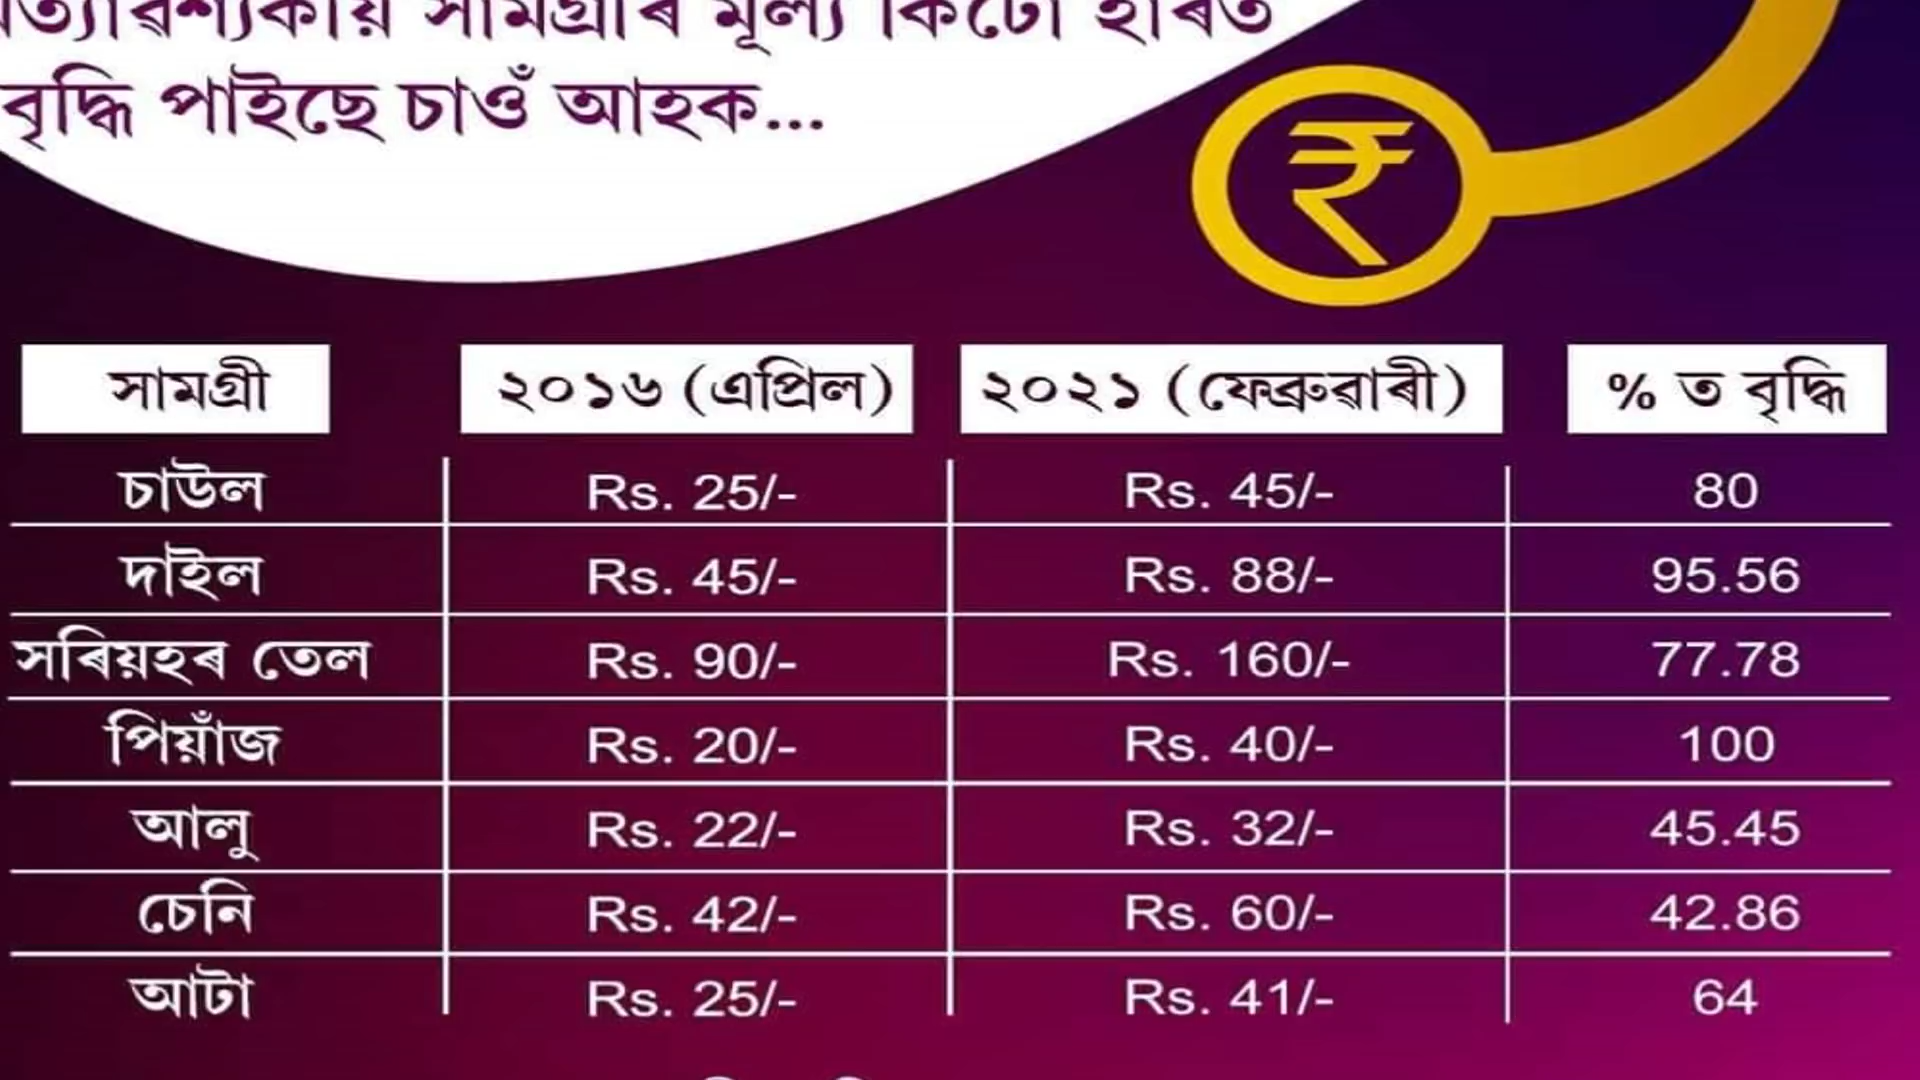 সামগ্ৰীৰ মূল্য কিটো হাৰত
বৃদ্ধি পাইছে চাওঁ আহক...
₹
সামগ্ৰী ২০১৬ (এপ্ৰিল) ২০২১ (ফেব্ৰুৱাৰী) % ত বৃদ্ধি
চাউল Rs. 25/- Rs. 45/- 80
দাইল Rs. 45/- Rs. 88/- 95.56
সৰিয়হৰ তেল Rs. 90/- Rs. 160/- 77.78
পিয়াঁজ Rs. 20/- Rs. 40/- 100
আলু Rs. 22/- Rs. 32/- 45.45
চেনি Rs. 42/- Rs. 60/- 42.86
আটা Rs. 25/- Rs. 41/- 64